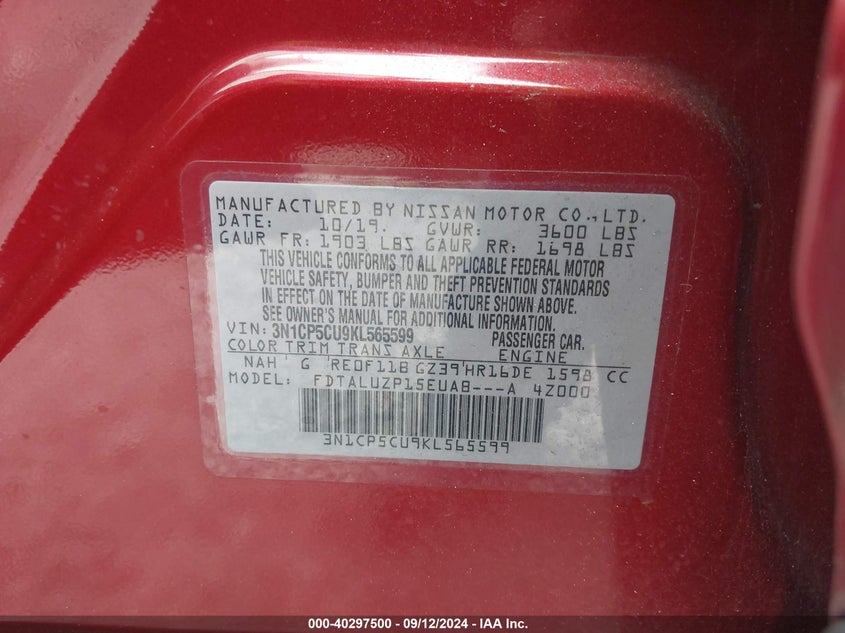 MANUFACTURED BY NISSAN MOTOR CO.,LTD.
DATE: 10/19. GVWR: 3600 LBS
GAWR FR: 1903 LBS GAWR RR: 1698 LBS
THIS VEHICLE CONFORMS TO ALL APPLICABLE FEDERAL MOTOR
VEHICLE SAFETY, BUMPER AND THEFT PREVENTION STANDARDS
IN EFFECT ON THE DATE OF MANUFACTURE SHOWN ABOVE.
SEE OWNER'S MANUAL FOR ADDITIONAL INFORMATION.
VIN: 3N1CP5CU9KL565599 PASSENGER CAR.
COLOR TRIM TRANS AXLE ENGINE
NAH G RE0F11B GZ39 HR16DE 1598 CC
MODEL: FDTALUZP15EUA8---A 4Z000
3N1CP5CU9KL565599
000-40297500 - 09/12/2024 - IAA Inc.